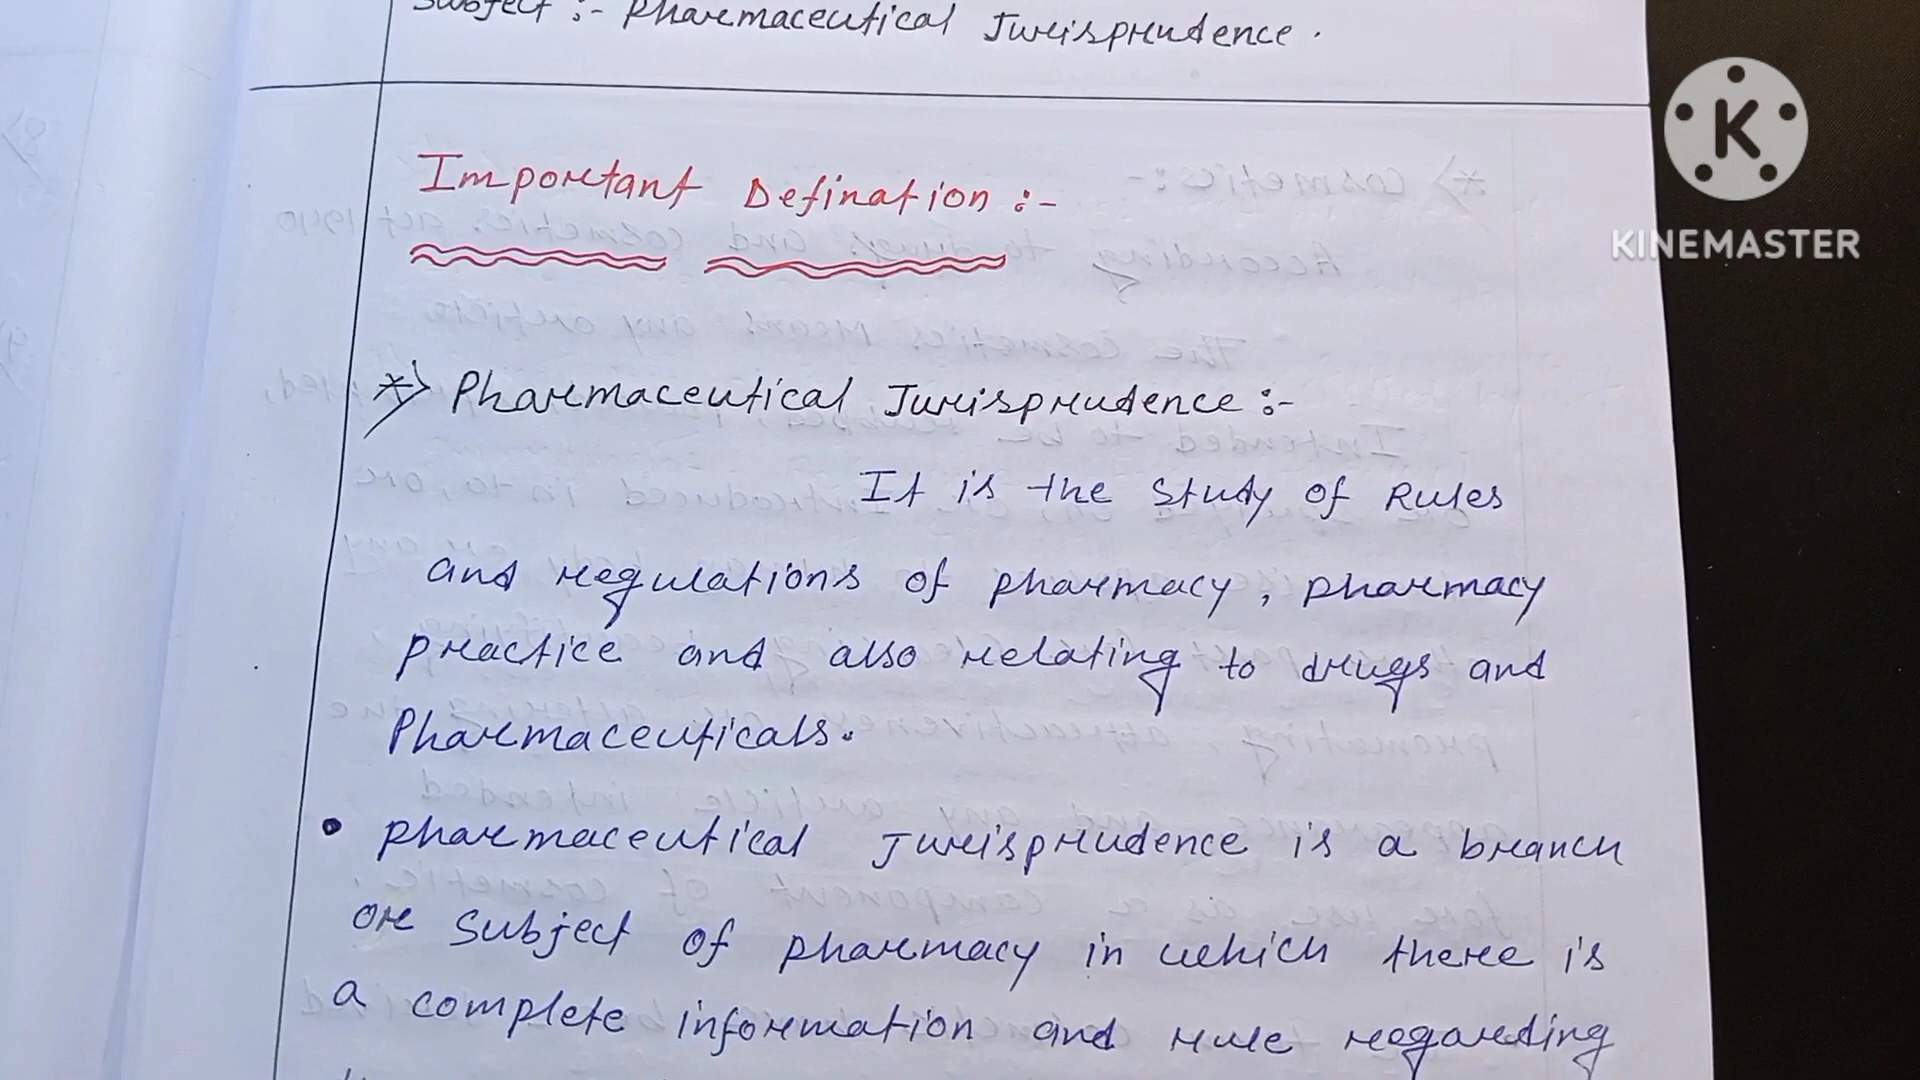 Subject :- Pharmaceutical Jurisprudence.
Important Defination :-
*> Pharmaceutical Jurisprudence :-
It is the study of Rules
and regulations of pharmacy, pharmacy
practice and also relating to drugs and
Pharmaceuticals.
• pharmaceutical Jurisprudence is a branch
or subject of pharmacy in which there is
a complete information and rule regarding
K
KINEMASTER